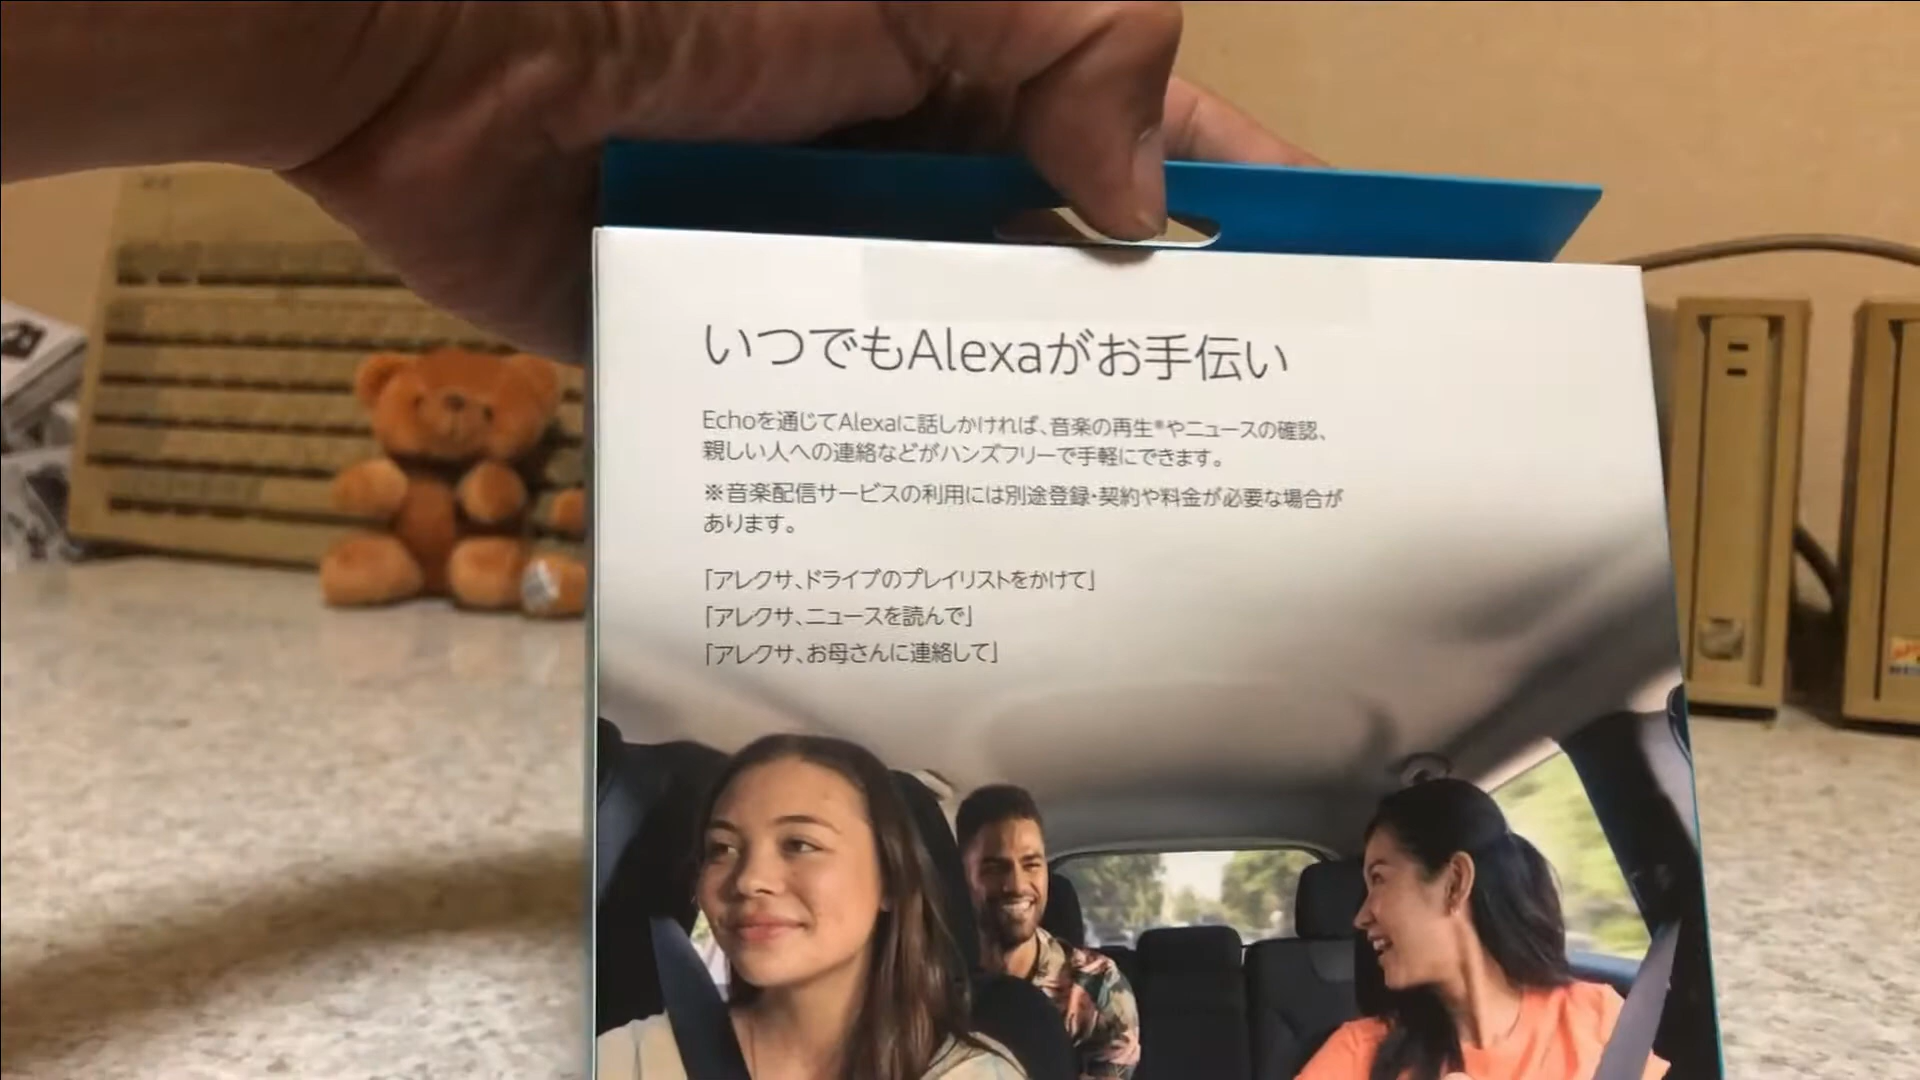 いつでもAlexaがお手伝い
Echoを通じてAlexaに話しかければ、音楽の再生※やニュースの確認、
親しい人への連絡などがハンズフリーで手軽にできます。
※音楽配信サービスの利用には別途登録・契約や料金が必要な場合が
あります。
「アレクサ、ドライブのプレイリストをかけて」
「アレクサ、ニュースを読んで」
「アレクサ、お母さんに連絡して」